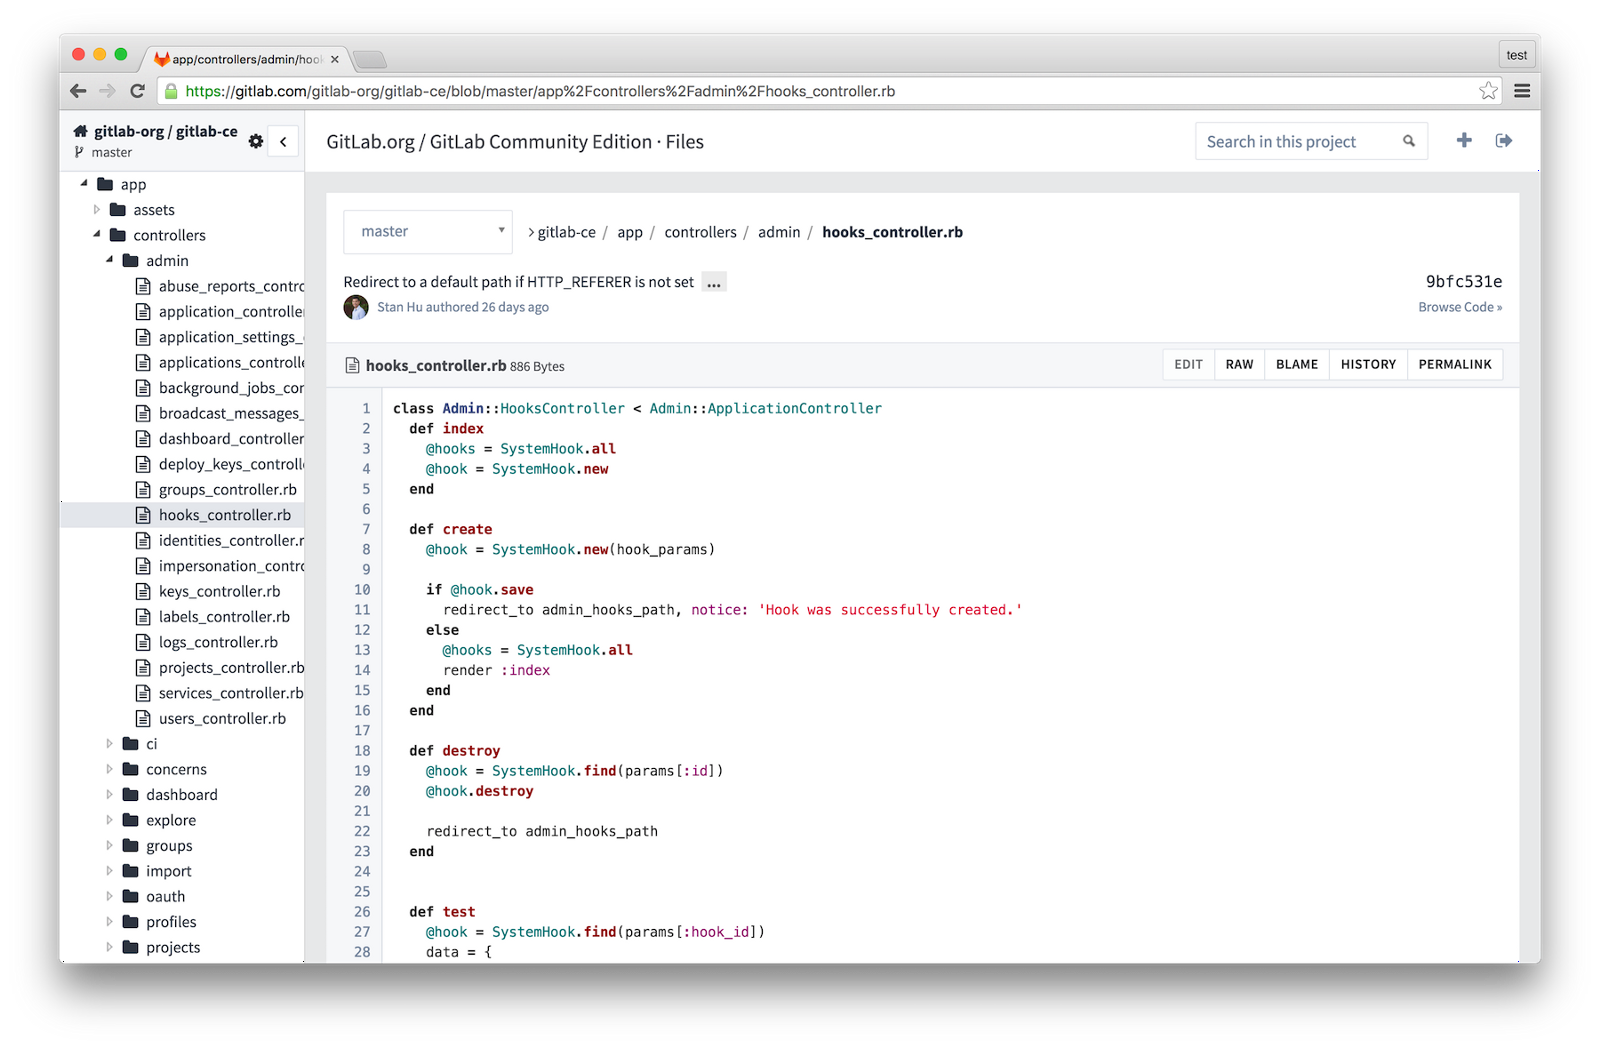 app/controllers/admin/hoo
test
https://gitlab.com/gitlab-org/gitlab-ce/blob/master/app%2Fcontrollers%2Fadmin%2Fhooks_controller.rb
gitlab-org / gitlab-ce
master
GitLab.org / GitLab Community Edition · Files
Search in this project
app
assets
controllers
admin
abuse_reports_contro
application_controller
application_settings_
applications_controlle
background_jobs_cor
broadcast_messages_
dashboard_controller
deploy_keys_controll
groups_controller.rb
hooks_controller.rb
identities_controller.r
impersonation_contro
keys_controller.rb
labels_controller.rb
logs_controller.rb
projects_controller.rb
services_controller.rb
users_controller.rb
ci
concerns
dashboard
explore
groups
import
oauth
profiles
projects
master
gitlab-ce / app / controllers / admin / hooks_controller.rb
Redirect to a default path if HTTP_REFERER is not set ...
9bfc531e
Stan Hu authored 26 days ago
Browse Code »
hooks_controller.rb 886 Bytes
EDIT RAW BLAME HISTORY PERMALINK
1 class Admin::HooksController < Admin::ApplicationController
2 def index
3 @hooks = SystemHook.all
4 @hook = SystemHook.new
5 end
6
7 def create
8 @hook = SystemHook.new(hook_params)
9
10 if @hook.save
11 redirect_to admin_hooks_path, notice: 'Hook was successfully created.'
12 else
13 @hooks = SystemHook.all
14 render :index
15 end
16 end
17
18 def destroy
19 @hook = SystemHook.find(params[:id])
20 @hook.destroy
21
22 redirect_to admin_hooks_path
23 end
24
25
26 def test
27 @hook = SystemHook.find(params[:hook_id])
28 data = {